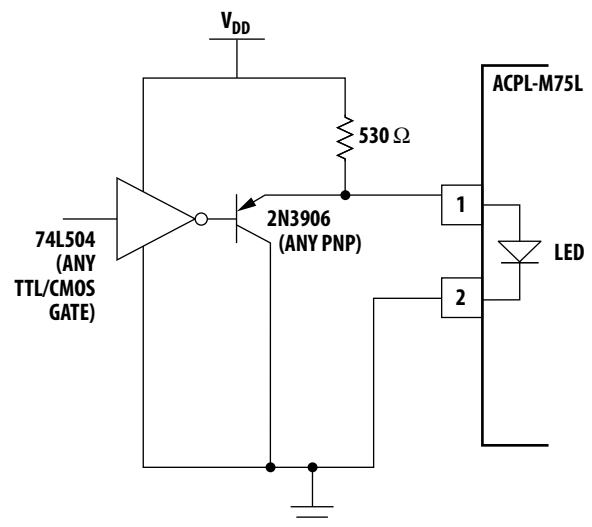 VDD
ACPL-M75L
530 Ω
1
2N3906
(ANY PNP)
74L504
(ANY
TTL/CMOS
GATE)
LED
2